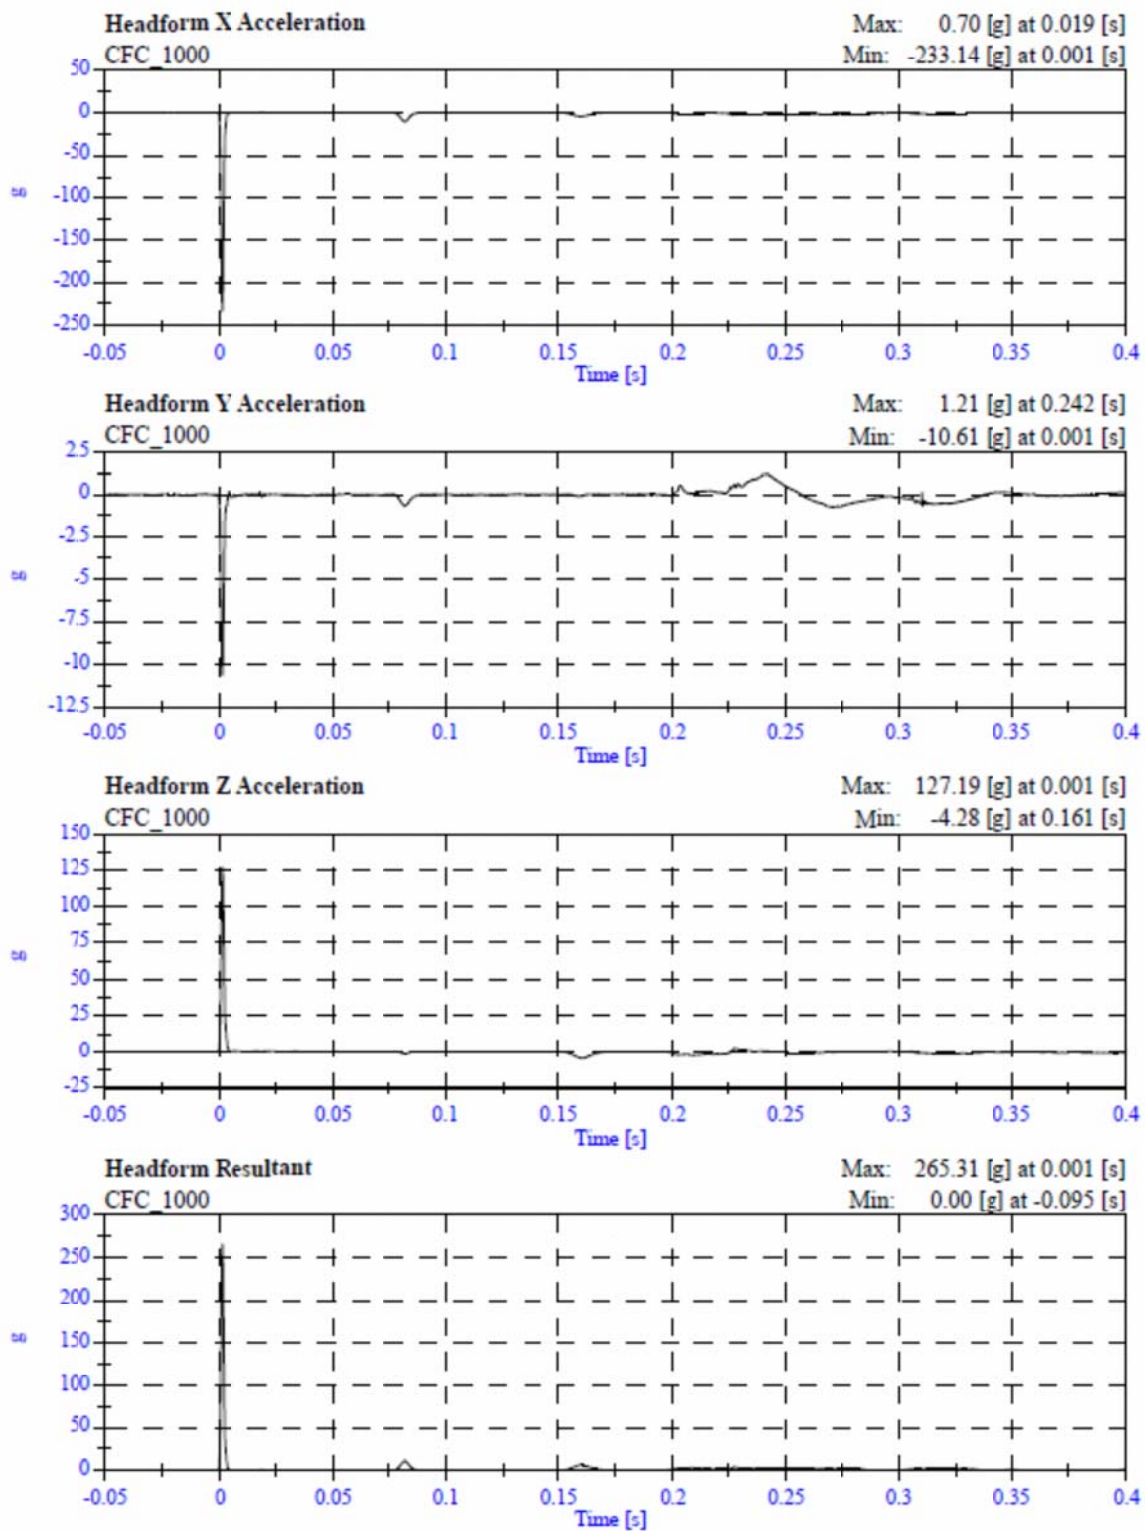 Headform X Acceleration
Max: 0.70 [g] at 0.019 [s]
CFC_1000
Min: -233.14 [g] at 0.001 [s]
50
0
-50
-100
-150
-200
-250
g
-0.05 0 0.05 0.1 0.15 0.2 0.25 0.3 0.35 0.4
Time [s]
Headform Y Acceleration
Max: 1.21 [g] at 0.242 [s]
CFC_1000
Min: -10.61 [g] at 0.001 [s]
2.5
0
-2.5
-5
-7.5
-10
-12.5
g
-0.05 0 0.05 0.1 0.15 0.2 0.25 0.3 0.35 0.4
Time [s]
Headform Z Acceleration
Max: 127.19 [g] at 0.001 [s]
CFC_1000
Min: -4.28 [g] at 0.161 [s]
150
125
100
75
50
25
0
-25
g
-0.05 0 0.05 0.1 0.15 0.2 0.25 0.3 0.35 0.4
Time [s]
Headform Resultant
Max: 265.31 [g] at 0.001 [s]
CFC_1000
Min: 0.00 [g] at -0.095 [s]
300
250
200
150
100
50
0
g
-0.05 0 0.05 0.1 0.15 0.2 0.25 0.3 0.35 0.4
Time [s]